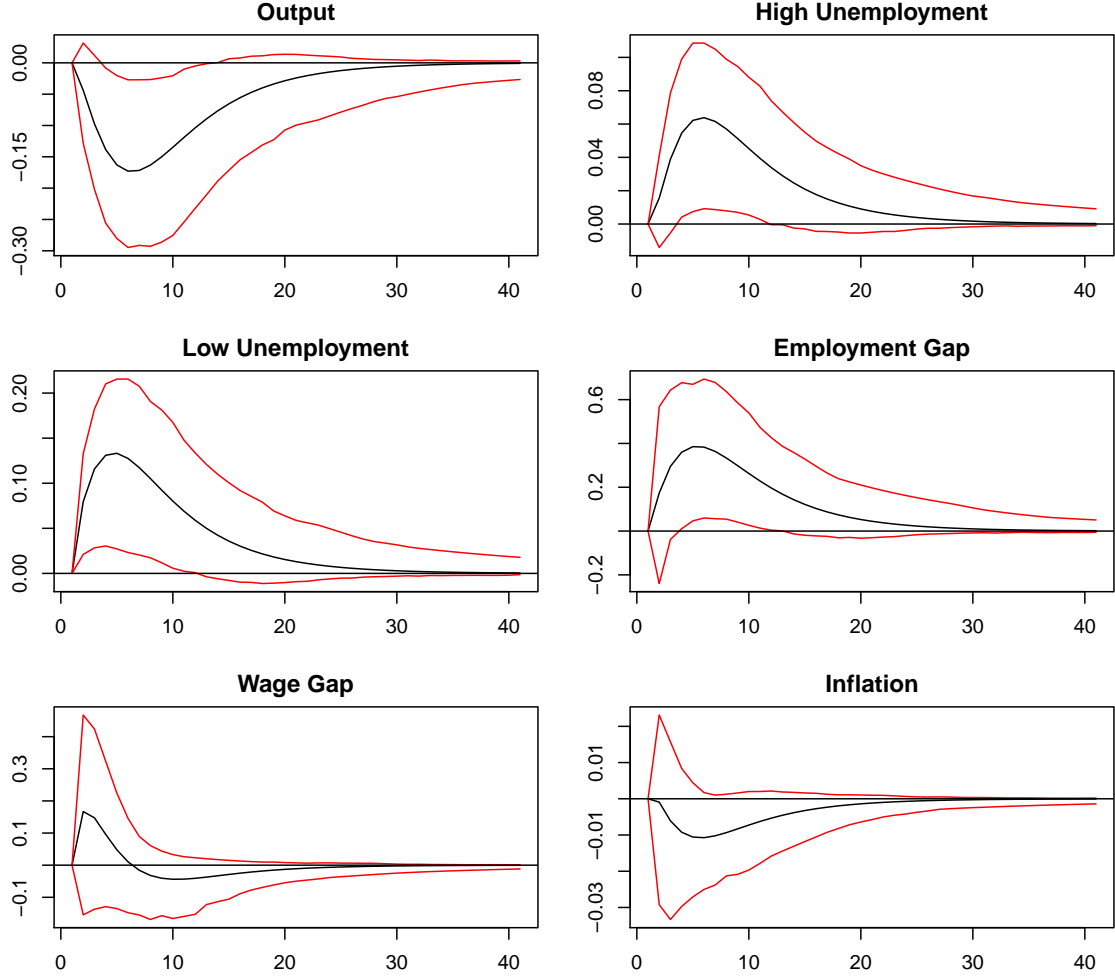 Output
0.00
−0.15
−0.30
0 10 20 30 40
High Unemployment
0.08
0.04
0.00
0 10 20 30 40
Low Unemployment
0.20
0.10
0.00
0 10 20 30 40
Employment Gap
0.6
0.2
−0.2
0 10 20 30 40
Wage Gap
0.3
0.1
−0.1
0 10 20 30 40
Inflation
0.01
−0.01
−0.03
0 10 20 30 40